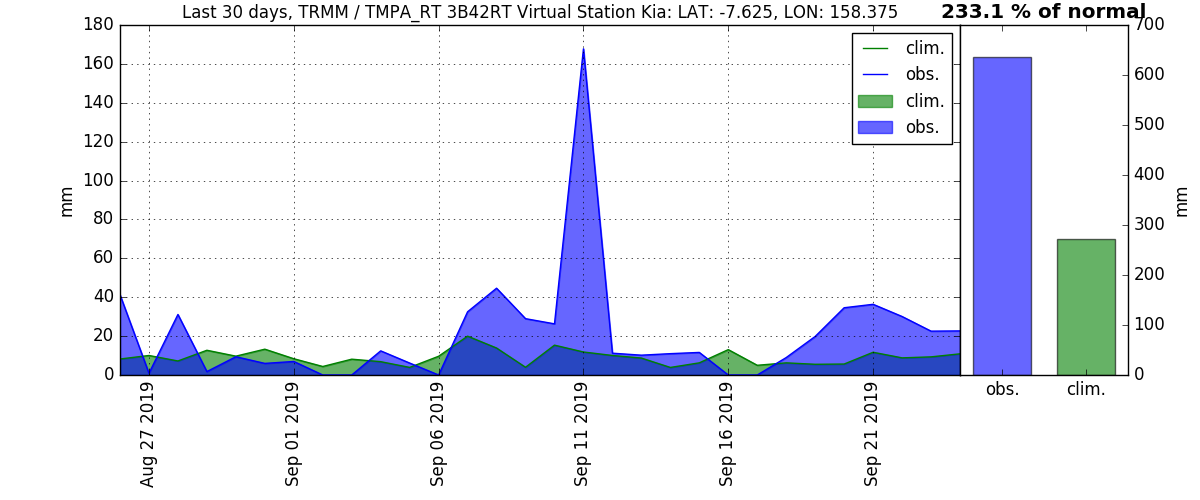 Last 30 days, TRMM / TMPA_RT 3B42RT Virtual Station Kia: LAT: -7.625, LON: 158.375
233.1 % of normal
180
160
140
120
100
80
60
40
20
0
mm
clim.
obs.
clim.
obs.
Aug 27 2019
Sep 01 2019
Sep 06 2019
Sep 11 2019
Sep 16 2019
Sep 21 2019
700
600
500
400
300
200
100
0
mm
obs.
clim.